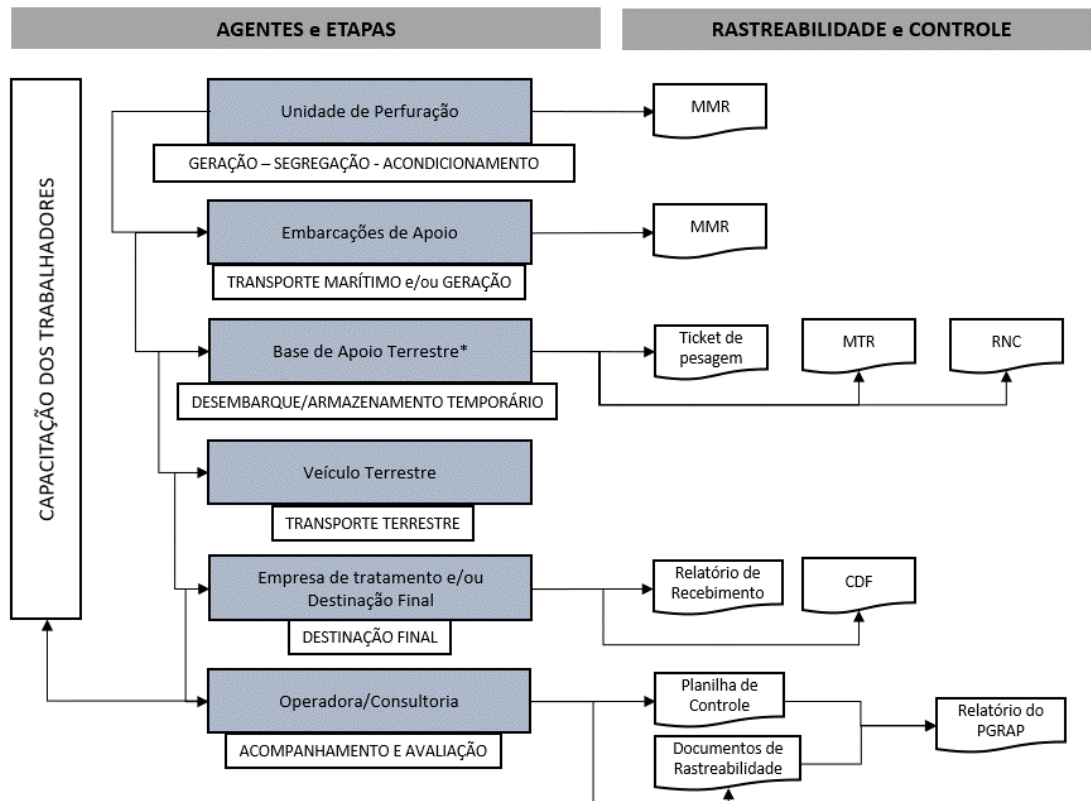 AGENTES e ETAPAS
RASTREABILIDADE e CONTROLE
CAPACITAÇÃO DOS TRABALHADORES
Unidade de Perfuração
MMR
GERAÇÃO – SEGREGAÇÃO - ACONDICIONAMENTO
Embarcações de Apoio
MMR
TRANSPORTE MARÍTIMO e/ou GERAÇÃO
Base de Apoio Terrestre*
Ticket de
pesagem
MTR
RNC
DESEMBARQUE/ARMAZENAMENTO TEMPORÁRIO
Veículo Terrestre
TRANSPORTE TERRESTRE
Empresa de tratamento e/ou
Destinação Final
Relatório de
Recebimento
CDF
DESTINAÇÃO FINAL
Operadora/Consultoria
Planilha de
Controle
Relatório do
PGRAP
ACOMPANHAMENTO E AVALIAÇÃO
Documentos de
Rastreabilidade